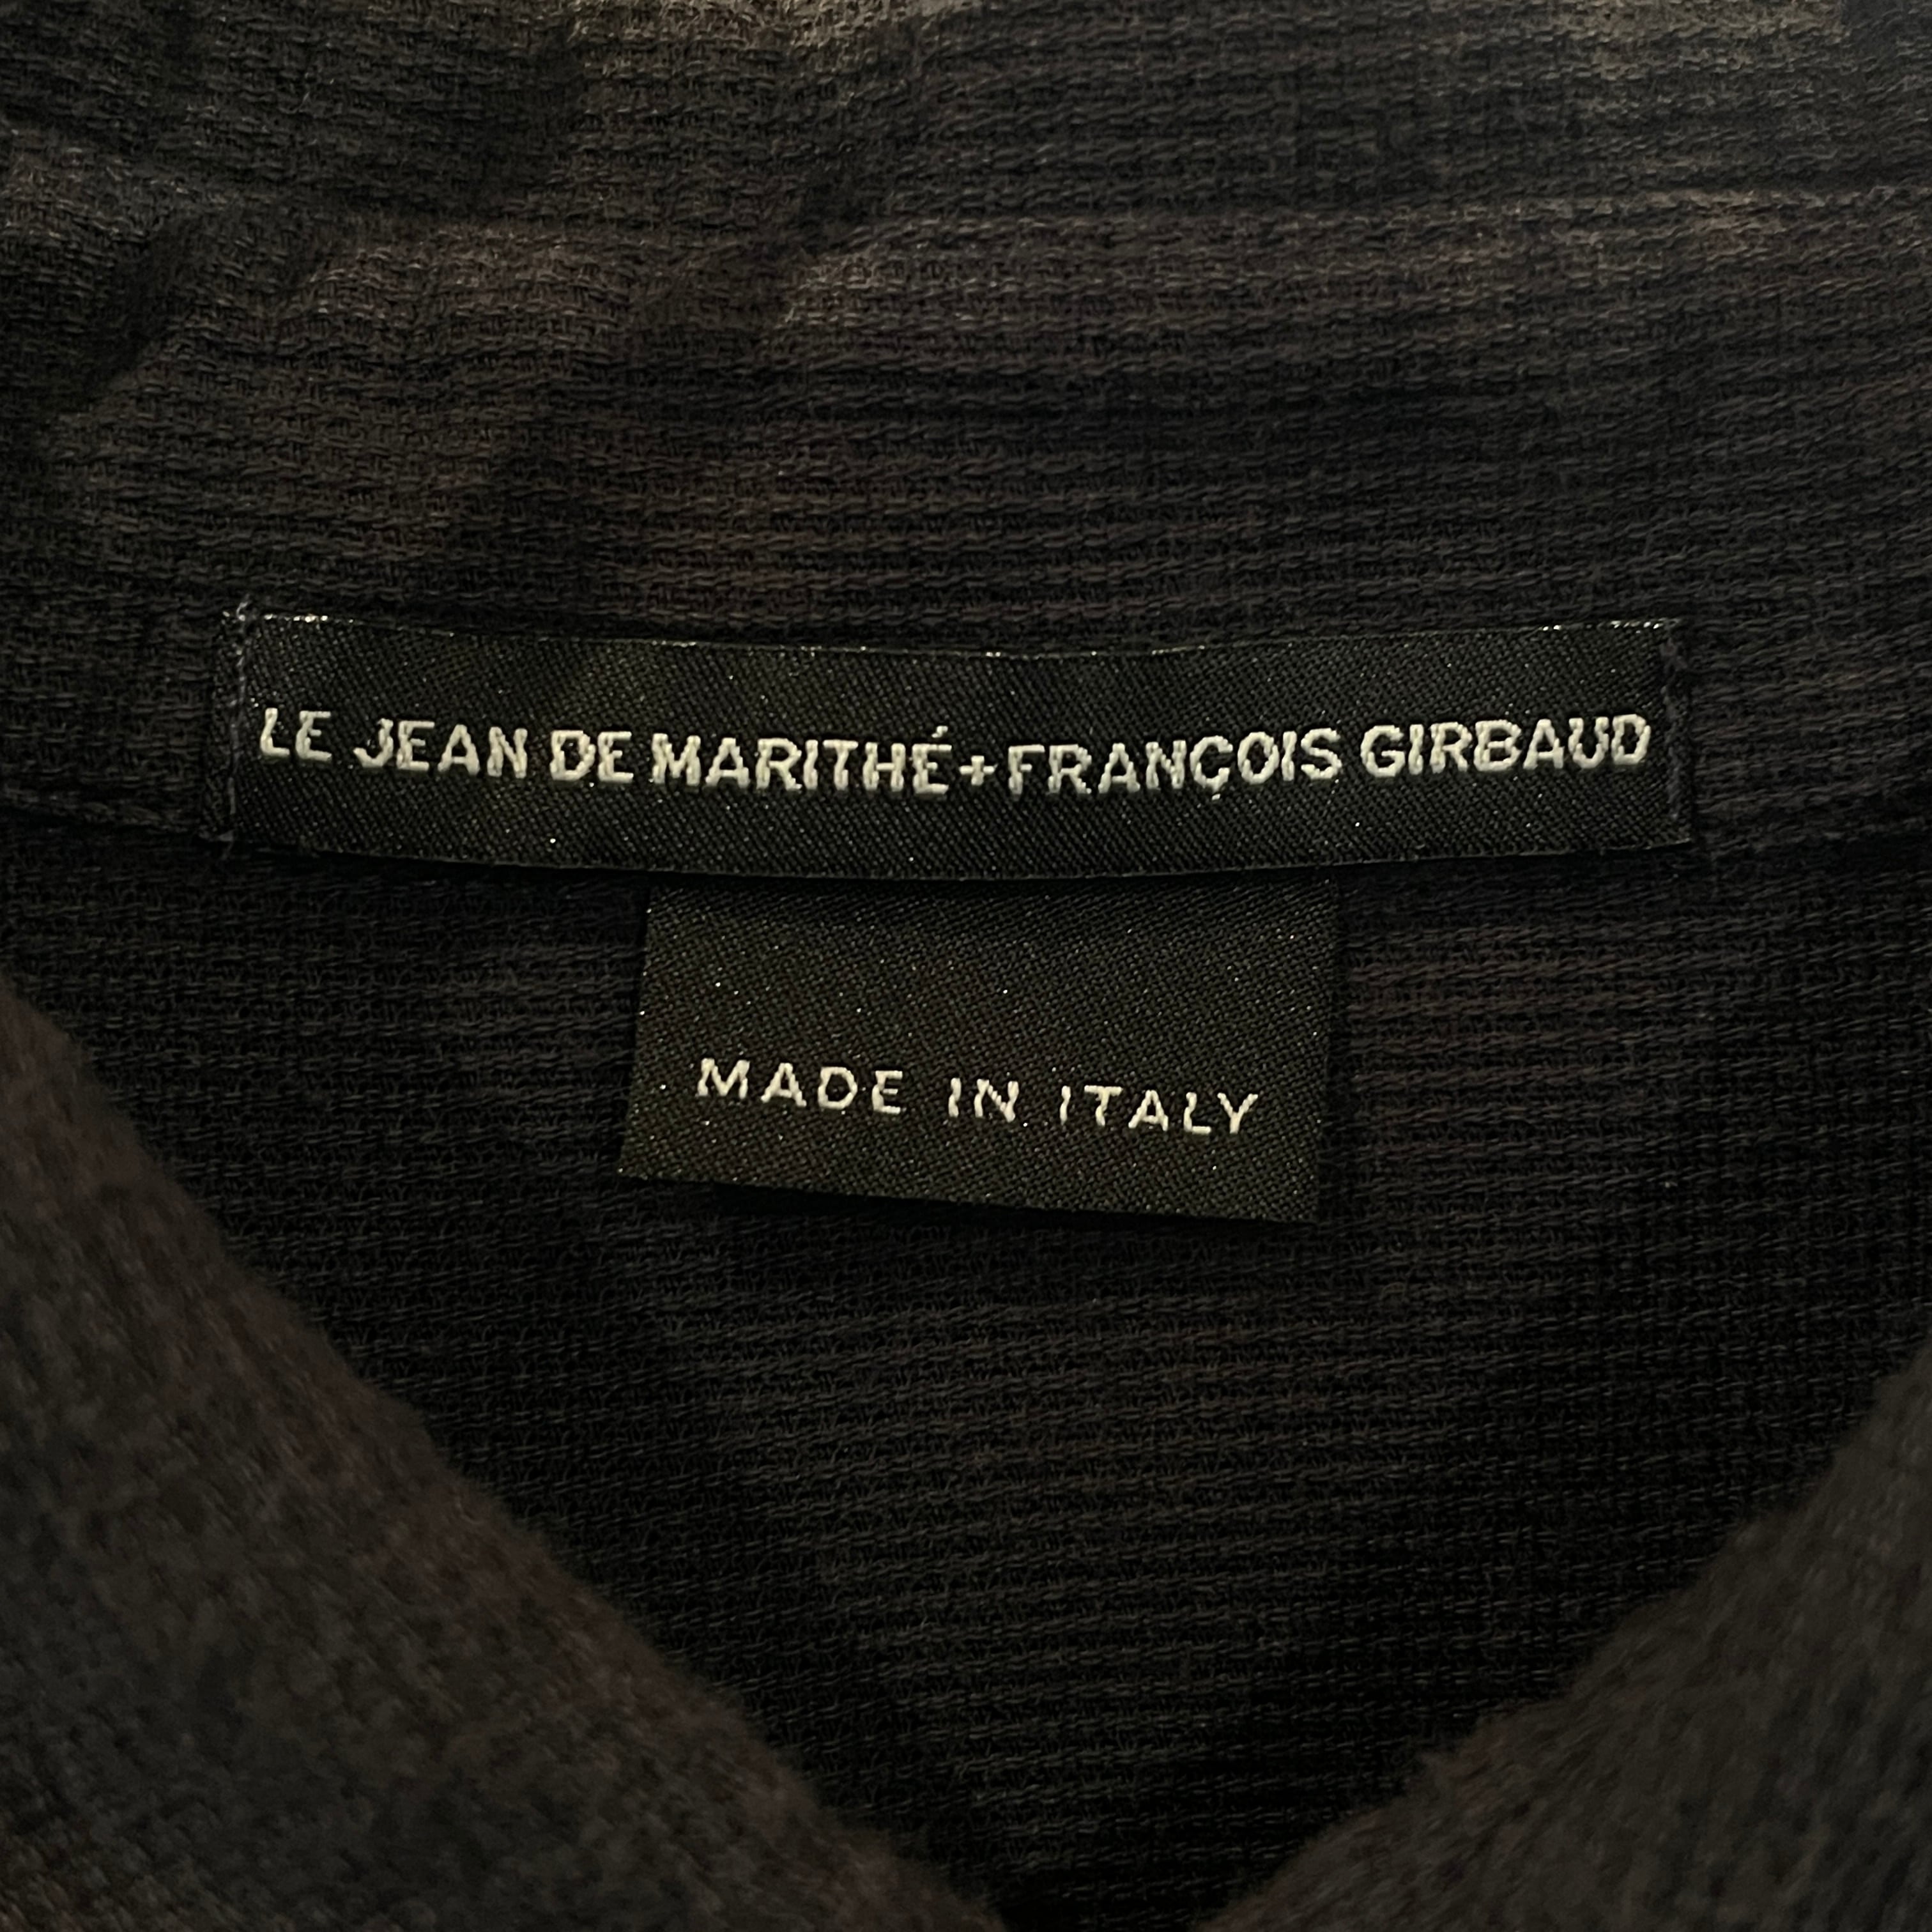 LE JEAN DE MARITHÉ+FRANÇOIS GIRBAUD
MADE IN ITALY